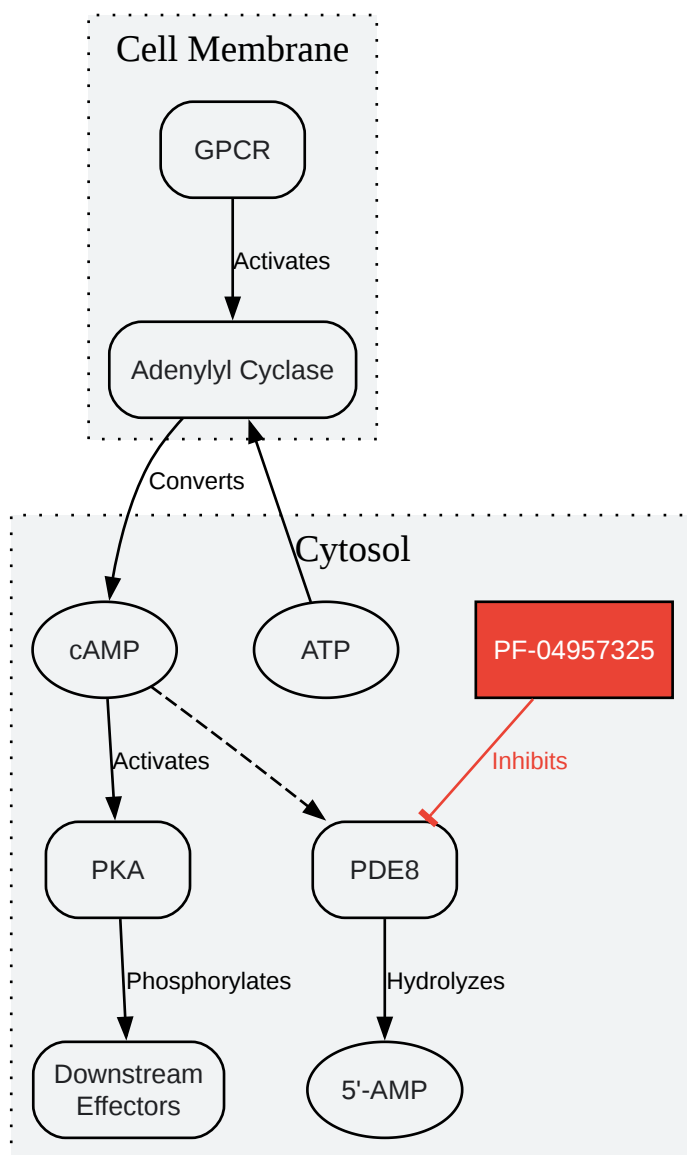 Cell Membrane
GPCR
Activates
Adenylyl Cyclase
Converts
Cytosol
cAMP
ATP
PF-04957325
Activates
Inhibits
PKA
PDE8
Phosphorylates
Hydrolyzes
Downstream
Effectors
5'-AMP